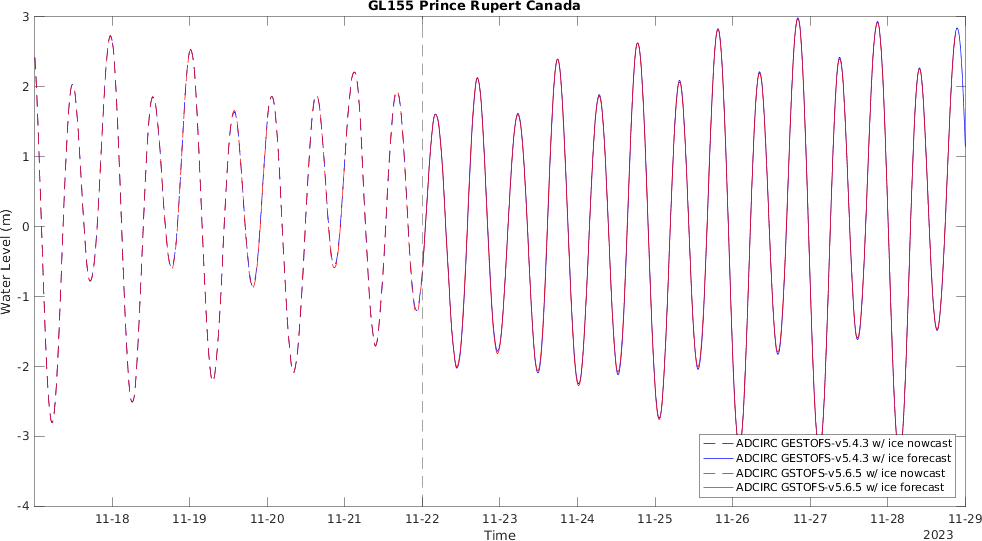 GL155 Prince Rupert Canada
3
2
1
0
-1
-2
-3
-4
Water Level (m)
ADCIRC GESTOFS-v5.4.3 w/ ice nowcast
ADCIRC GESTOFS-v5.4.3 w/ ice forecast
ADCIRC GSTOFS-v5.6.5 w/ ice nowcast
ADCIRC GSTOFS-v5.6.5 w/ ice forecast
11-18 11-19 11-20 11-21 11-22 11-23 11-24 11-25 11-26 11-27 11-28 11-29
Time
2023